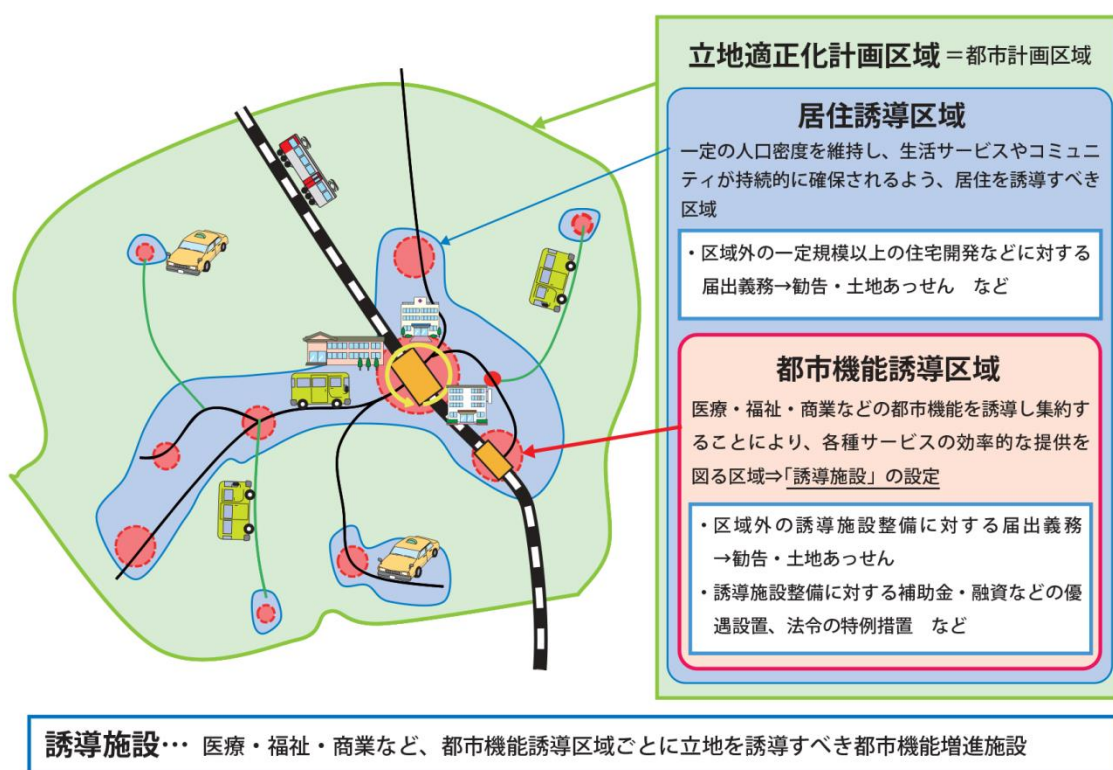 立地適正化計画区域＝都市計画区域
居住誘導区域
一定の人口密度を維持し、生活サービスやコミュニ
ティが持続的に確保されるよう、居住を誘導すべき
区域
・区域外の一定規模以上の住宅開発などに対する
届出義務→勧告・土地あっせん　など
都市機能誘導区域
医療・福祉・商業などの都市機能を誘導し集約す
ることにより、各種サービスの効率的な提供を
図る区域⇒「誘導施設」の設定
・区域外の誘導施設整備に対する届出義務
→勧告・土地あっせん
・誘導施設整備に対する補助金・融資などの優
遇設置、法令の特例措置　など
誘導施設… 医療・福祉・商業など、都市機能誘導区域ごとに立地を誘導すべき都市機能増進施設